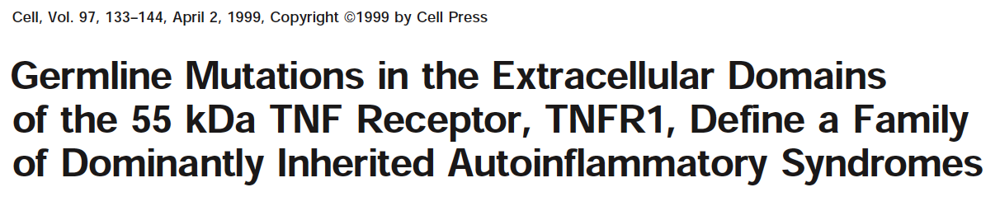 Cell, Vol. 97, 133–144, April 2, 1999, Copyright ©1999 by Cell Press
Germline Mutations in the Extracellular Domains
of the 55 kDa TNF Receptor, TNFR1, Define a Family
of Dominantly Inherited Autoinflammatory Syndromes